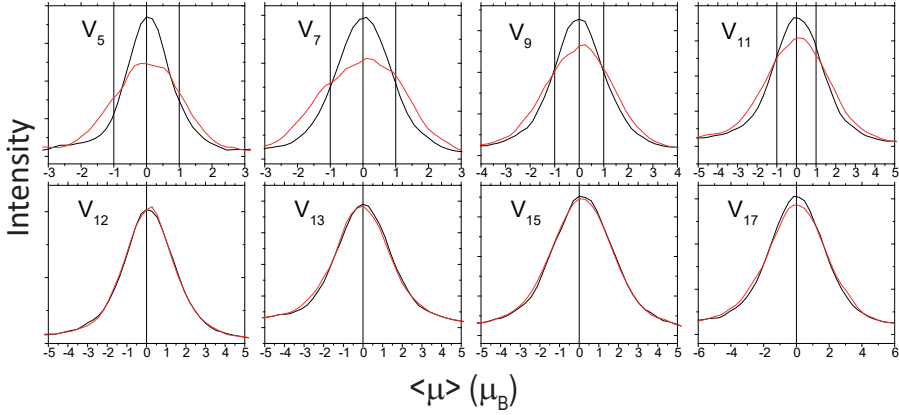 V5
V7
V9
V11
-3 -2 -1 0 1 2 3
-3 -2 -1 0 1 2 3
-4 -3 -2 -1 0 1 2 3 4
-5 -4 -3 -2 -1 0 1 2 3 4 5
Intensity
V12
V13
V15
V17
-5 -4 -3 -2 -1 0 1 2 3 4 5
-5 -4 -3 -2 -1 0 1 2 3 4 5
-5 -4 -3 -2 -1 0 1 2 3 4 5
-6 -4 -2 0 2 4 6
<μ> (μB)